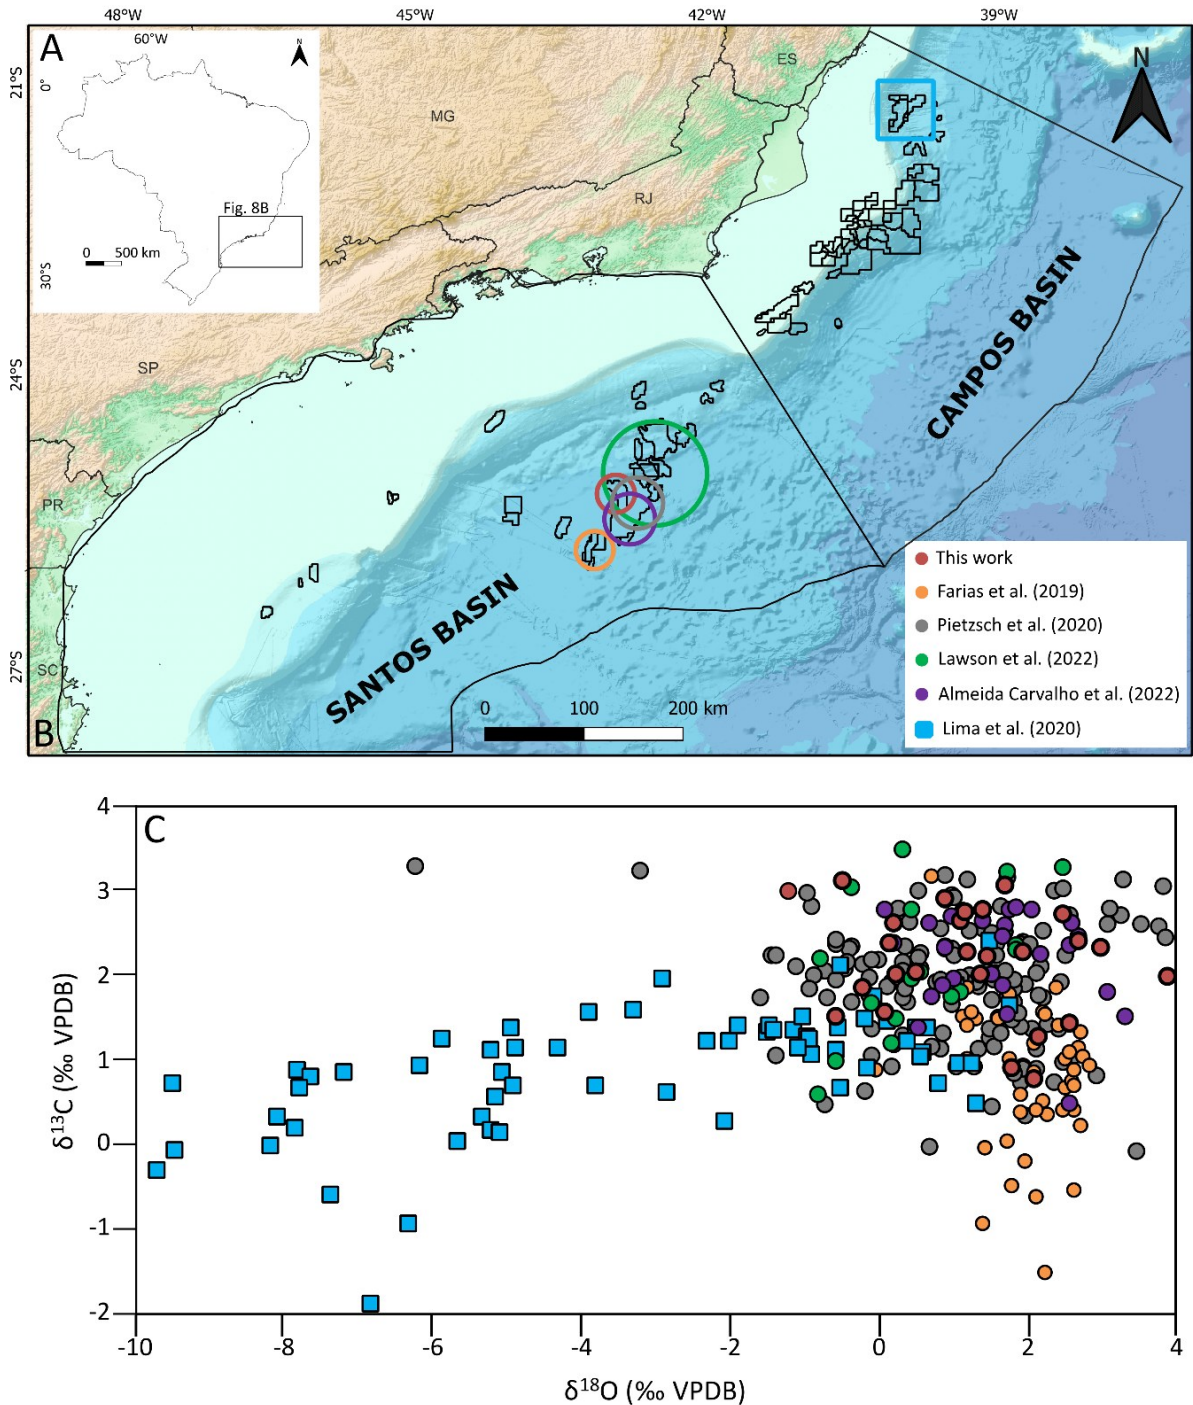 48°W 45°W 42°W 39°W
A
60°W
N
0°
Fig. 8B
0 500 km
30°S
21°S
24°S
27°S
ES
MG
RJ
SP
PR
SC
N
CAMPOS BASIN
SANTOS BASIN
0 100 200 km
B
This work
Farias et al. (2019)
Pietzsch et al. (2020)
Lawson et al. (2022)
Almeida Carvalho et al. (2022)
Lima et al. (2020)
C
4
3
2
1
0
-1
-2
δ¹³C (‰ VPDB)
-10 -8 -6 -4 -2 0 2 4
δ¹⁸O (‰ VPDB)